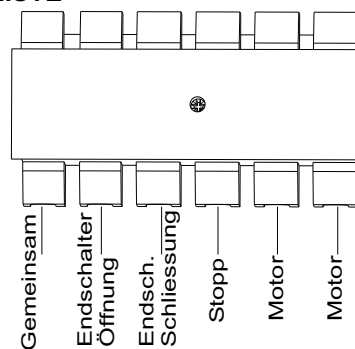 Gemeinsam
Endschalter
Öffnung
Endsch.
Schliessung
Stopp
Motor
Motor